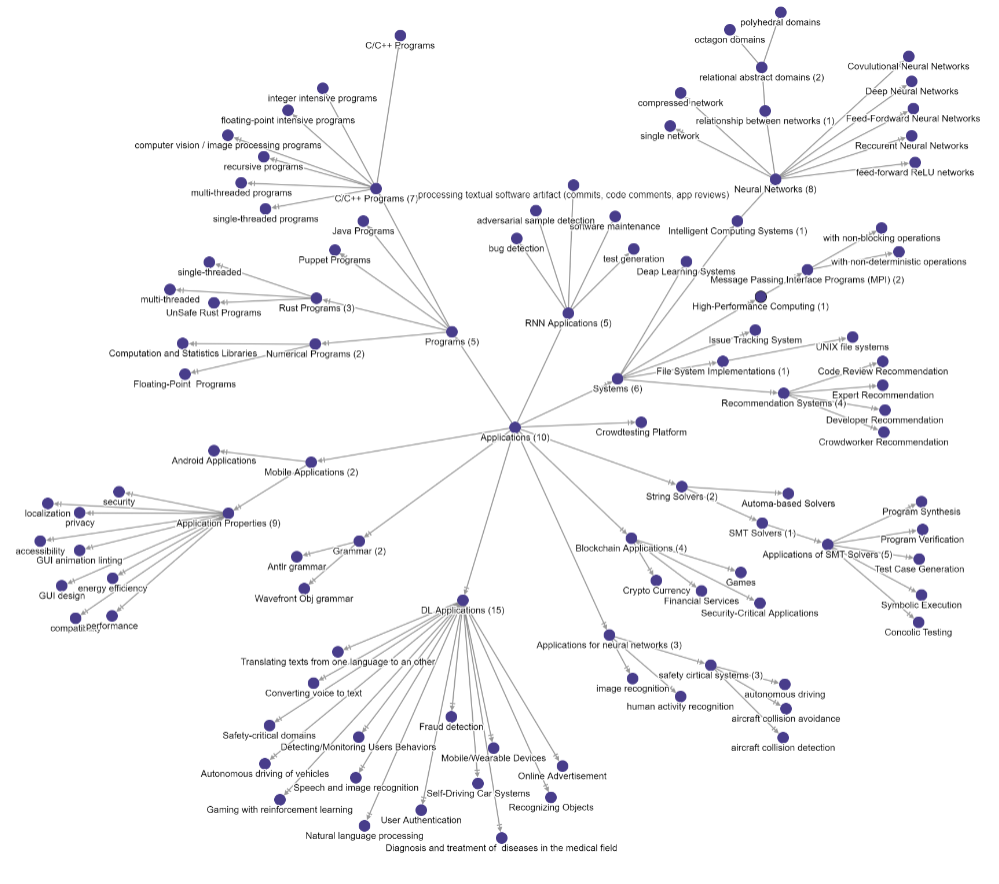 polyhedral domains
octagon domains
C/C++ Programs
Covulutional Neural Networks
relational abstract domains (2)
Deep Neural Networks
integer intensive programs
compressed network
floating-point intensive programs
relationship between networks (1)
Feed-Fordward Neural Networks
single network
computer vision / image processing programs
Reccurent Neural Networks
recursive programs
feed-forward ReLU networks
multi-threaded programs
Neural Networks (8)
C/C++ Programs (7)
processing textual software artifact (commits, code comments, app reviews)
single-threaded programs
adversarial sample detection
software maintenance
Java Programs
Intelligent Computing Systems (1)
with non-blocking operations
bug detection
test generation
Puppet Programs
with non-deterministic operations
single-threaded
Deap Learning Systems
Message Passing Interface Programs (MPI) (2)
multi-threaded
UnSafe Rust Programs
Rust Programs (3)
High-Performance Computing (1)
RNN Applications (5)
Programs (5)
Issue Tracking System
UNIX file systems
Computation and Statistics Libraries
Numerical Programs (2)
File System Implementations (1)
Code Review Recommendation
Floating-Point Programs
Systems (6)
Expert Recommendation
Recommendation Systems (4)
Developer Recommendation
Crowdworker Recommendation
Applications (10)
Crowdtesting Platform
Android Applications
Mobile Applications (2)
security
String Solvers (2)
Automa-based Solvers
localization
privacy
Application Properties (9)
Program Synthesis
SMT Solvers (1)
Program Verification
accessibility
GUI animation linting
Grammar (2)
Blockchain Applications (4)
Applications of SMT Solvers (5)
Antlr grammar
Test Case Generation
GUI design
energy efficiency
Wavefront Obj grammar
Crypto Currency
Games
Financial Services
Symbolic Execution
Security-Critical Applications
DL Applications (15)
compatibility
performance
Concolic Testing
Applications for neural networks (3)
Translating texts from one language to an other
safety cirtical systems (3)
image recognition
Converting voice to text
autonomous driving
human activity recognition
aircraft collision avoidance
Fraud detection
Safety-critical domains
Detecting/Monitoring Users Behaviors
aircraft collision detection
Mobile/Wearable Devices
Autonomous driving of vehicles
Online Advertisement
Speech and image recognition
Self-Driving Car Systems
Gaming with reinforcement learning
Recognizing Objects
User Authentication
Natural language processing
Diagnosis and treatment of diseases in the medical field